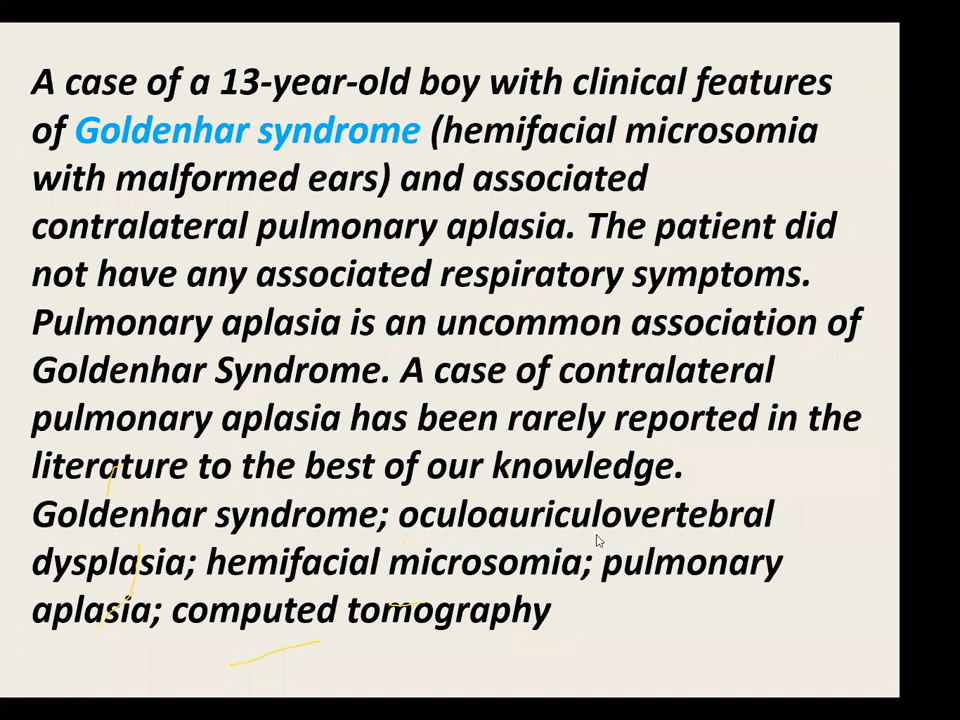 A case of a 13-year-old boy with clinical features
of Goldenhar syndrome (hemifacial microsomia
with malformed ears) and associated
contralateral pulmonary aplasia. The patient did
not have any associated respiratory symptoms.
Pulmonary aplasia is an uncommon association of
Goldenhar Syndrome. A case of contralateral
pulmonary aplasia has been rarely reported in the
literature to the best of our knowledge.
Goldenhar syndrome; oculoauriculovertebral
dysplasia; hemifacial microsomia; pulmonary
aplasia; computed tomography